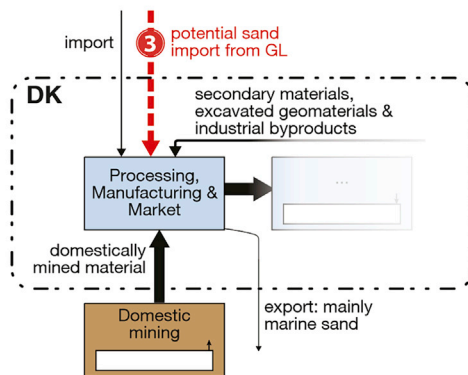 import
3
potential sand
import from GL
DK
secondary materials,
excavated geomaterials &
industrial byproducts
Processing,
Manufacturing &
Market
...
domestically
mined material
export: mainly
marine sand
Domestic
mining